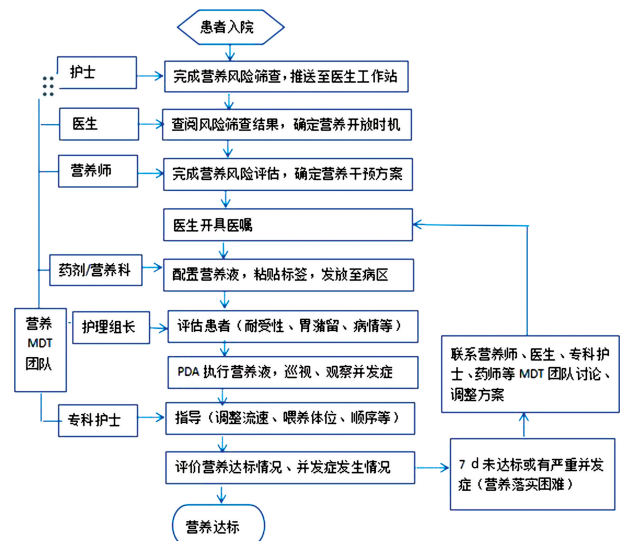 患者入院
护士
完成营养风险筛查，推送至医生工作站
医生
查阅风险筛查结果，确定营养开放时机
营养师
完成营养风险评估，确定营养干预方案
医生开具医嘱
药剂/营养科
配置营养液，粘贴标签，发放至病区
营养
MDT
团队
护理组长
评估患者（耐受性、胃潴留、病情等）
PDA 执行营养液，巡视、观察并发症
联系营养师、医生、专科护
士、药师等 MDT 团队讨论、
调整方案
专科护士
指导（调整流速、喂养体位、顺序等）
评价营养达标情况、并发症发生情况
7 d 未达标或有严重并发
症（营养落实困难）
营养达标